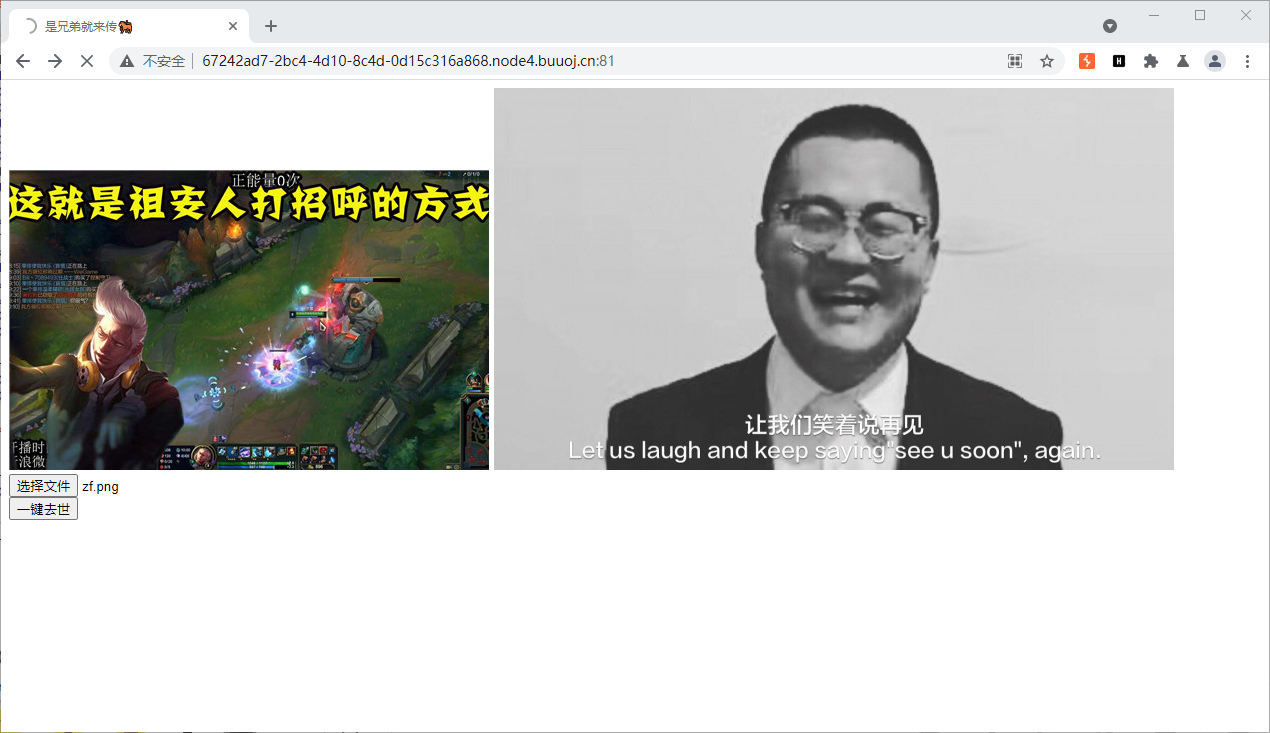 是兄弟就来传🐎
不安全 67242ad7-2bc4-4d10-8c4d-0d15c316a868.node4.buuoj.cn:81
正能量0次
这就是祖安人打招呼的方式
播时
浪微
让我们笑着说再见
Let us laugh and keep saying"see u soon", again.
选择文件 zf.png
一键去世